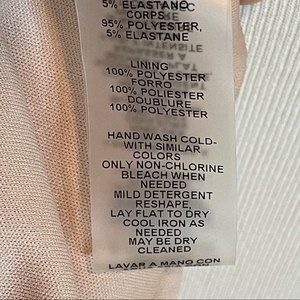 5% ELASTANO
CORPS
95% POLYESTER,
5% ELASTANE
LINING
100% POLYESTER
FORRO
100% POLIESTER
DOUBLURE
100% POLYESTER
HAND WASH COLD-
WITH SIMILAR
COLORS
ONLY NON-CHLORINE
BLEACH WHEN
NEEDED
MILD DETERGENT
RESHAPE,
LAY FLAT TO DRY
COOL IRON AS
NEEDED
MAY BE DRY
CLEANED
LAVAR A MANO CON